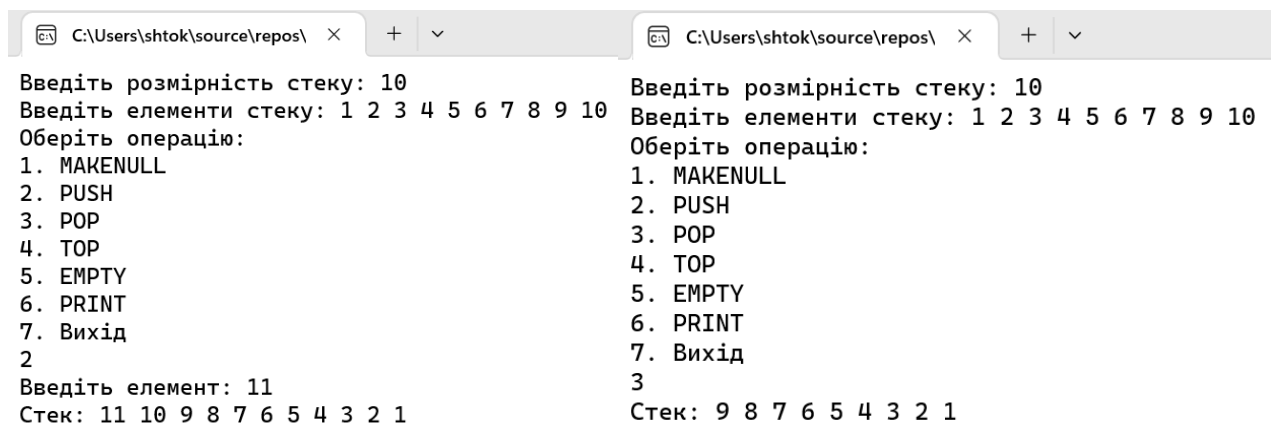 C:\Users\shtok\source\repos\
Введіть розмірність стеку: 10
Введіть елементи стеку: 1 2 3 4 5 6 7 8 9 10
Оберіть операцію:
1. MAKENULL
2. PUSH
3. POP
4. TOP
5. EMPTY
6. PRINT
7. Вихід
2
Введіть елемент: 11
Стек: 11 10 9 8 7 6 5 4 3 2 1
C:\Users\shtok\source\repos\
Введіть розмірність стеку: 10
Введіть елементи стеку: 1 2 3 4 5 6 7 8 9 10
Оберіть операцію:
1. MAKENULL
2. PUSH
3. POP
4. TOP
5. EMPTY
6. PRINT
7. Вихід
3
Стек: 9 8 7 6 5 4 3 2 1